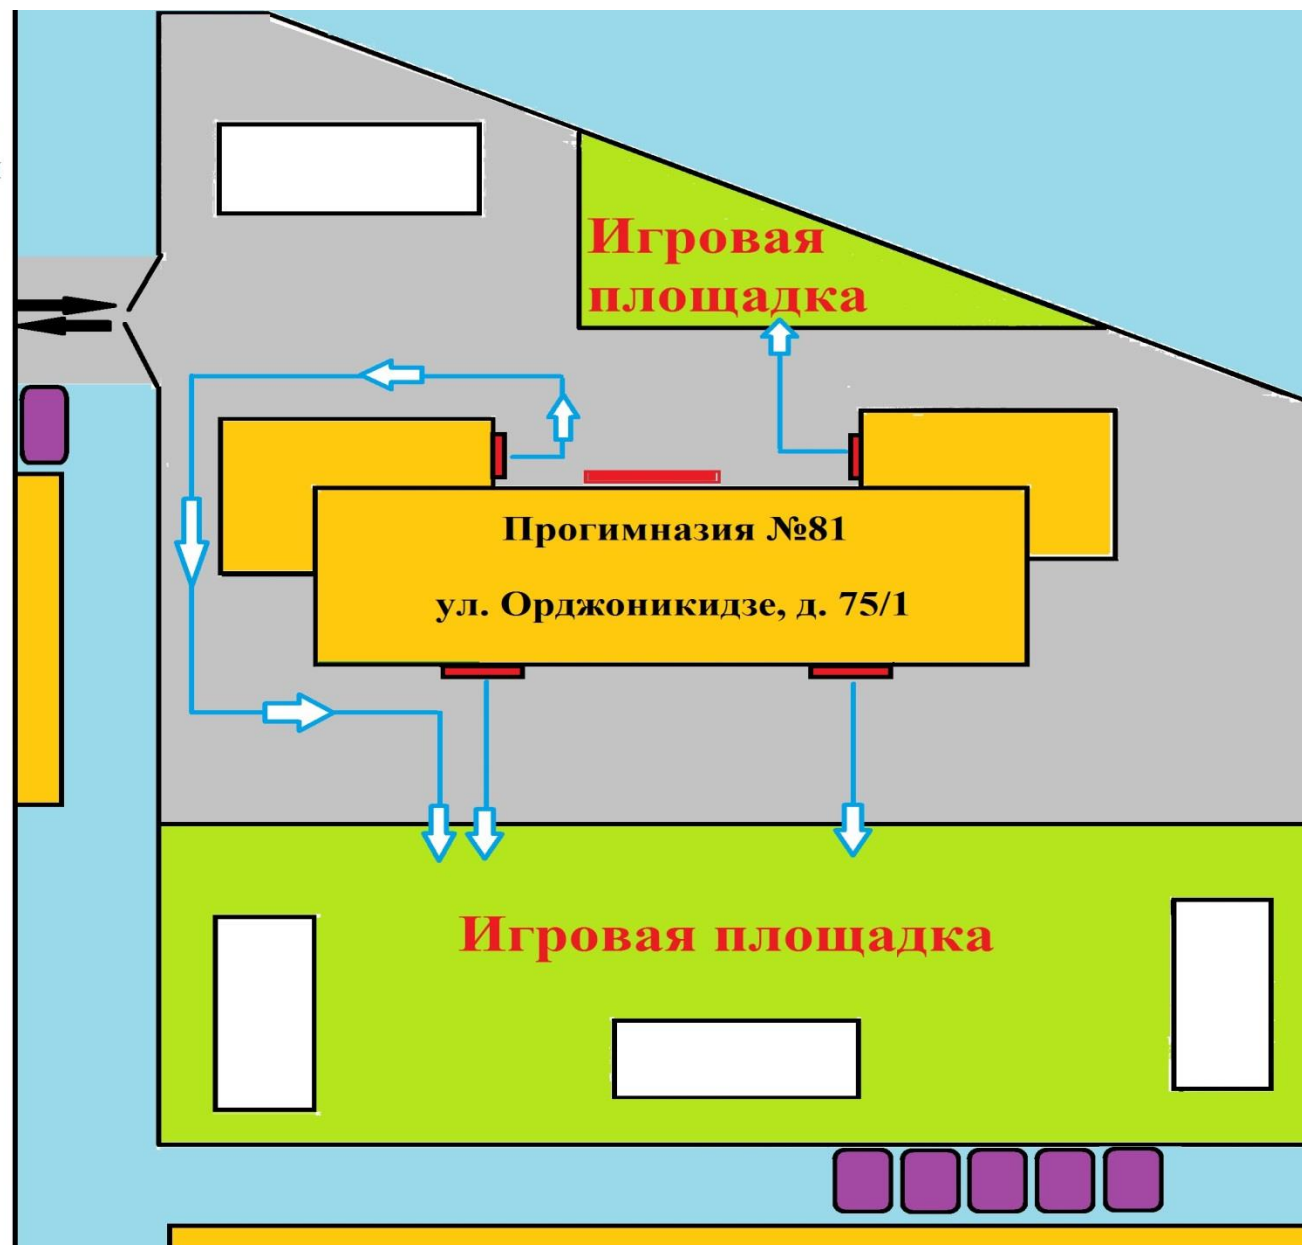 Игровая
площадка
Прогимназия №81
ул. Орджоникидзе, д. 75/1
Игровая площадка